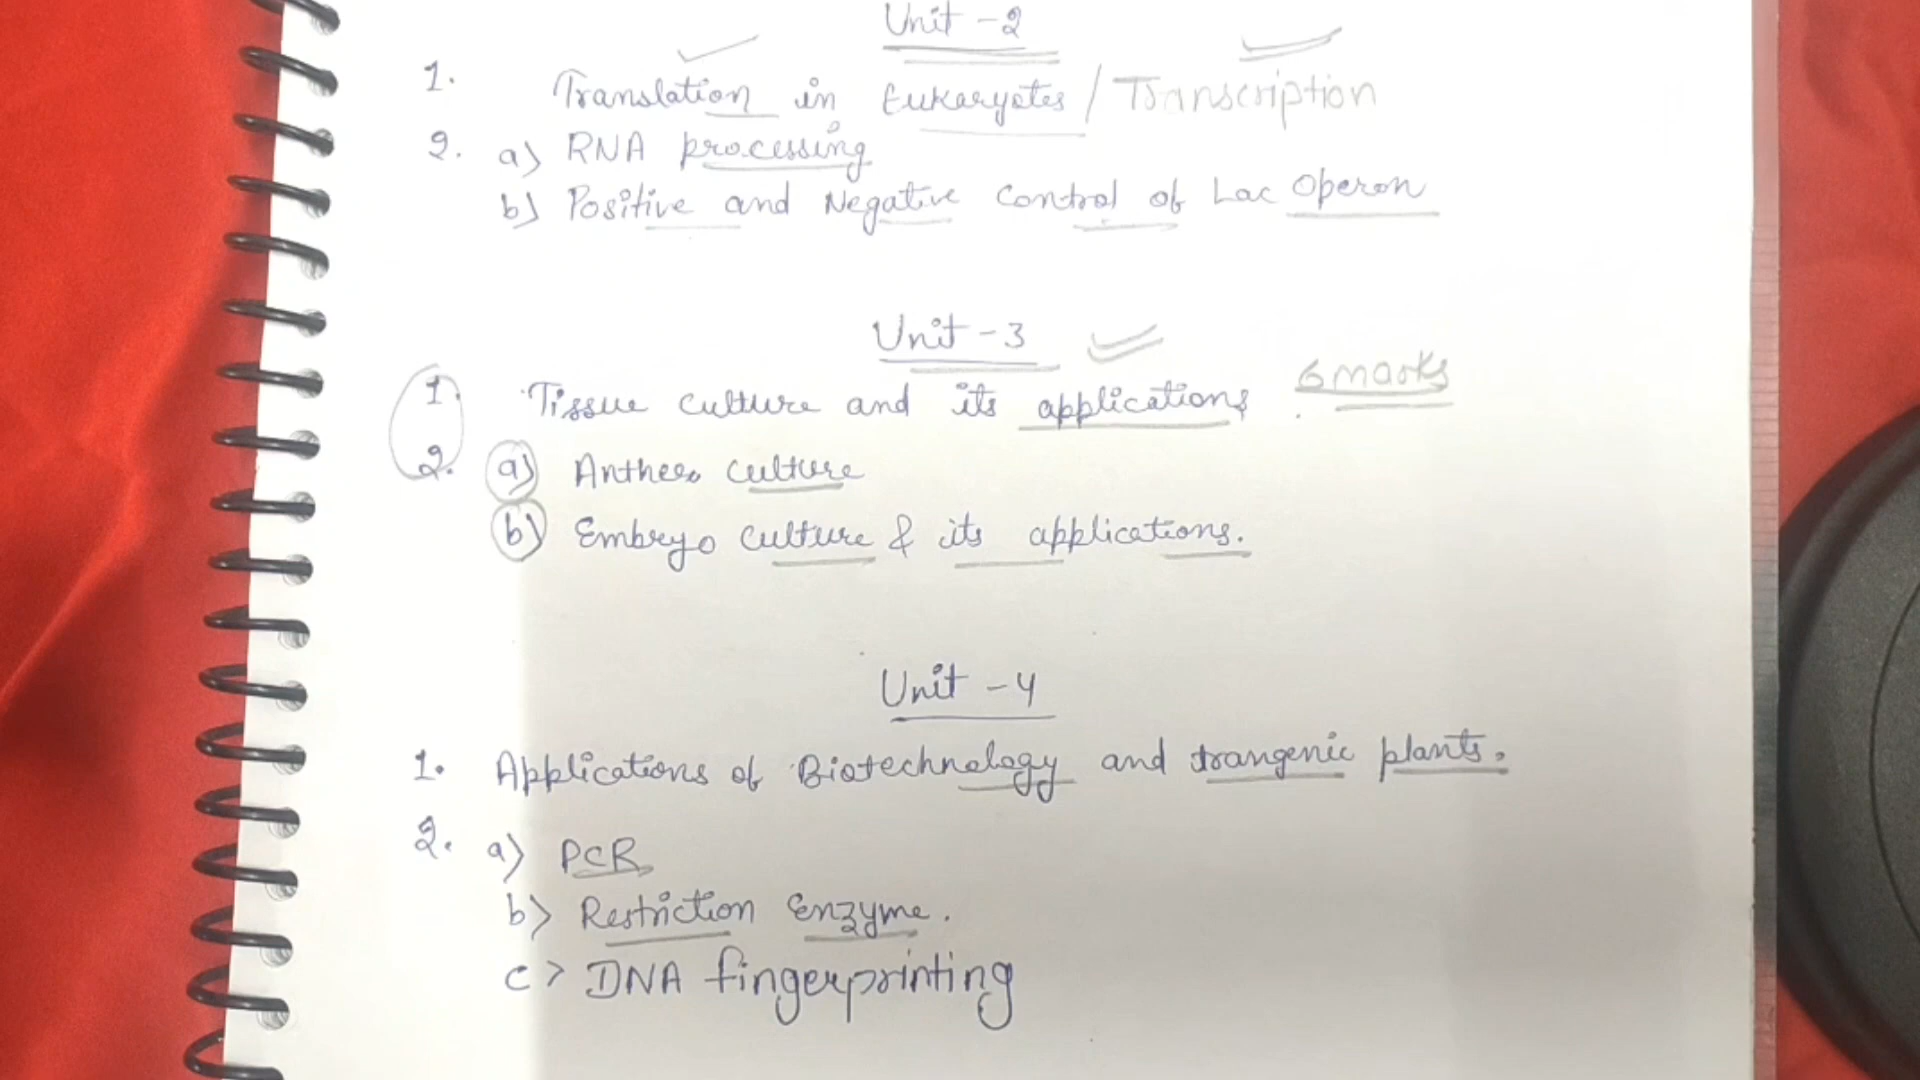 Unit - 2
1. Translation in Eukaryotes / Transcription
2. a) RNA processing
b) Positive and Negative control of Lac operon
Unit - 3
1. Tissue culture and its applications. 6 marks
2. a) Anther culture
b) Embryo culture & its applications.
Unit - 4
1. Applications of Biotechnology and trangenic plants.
2. a) PCR
b) Restriction Enzyme.
c) DNA fingerprinting